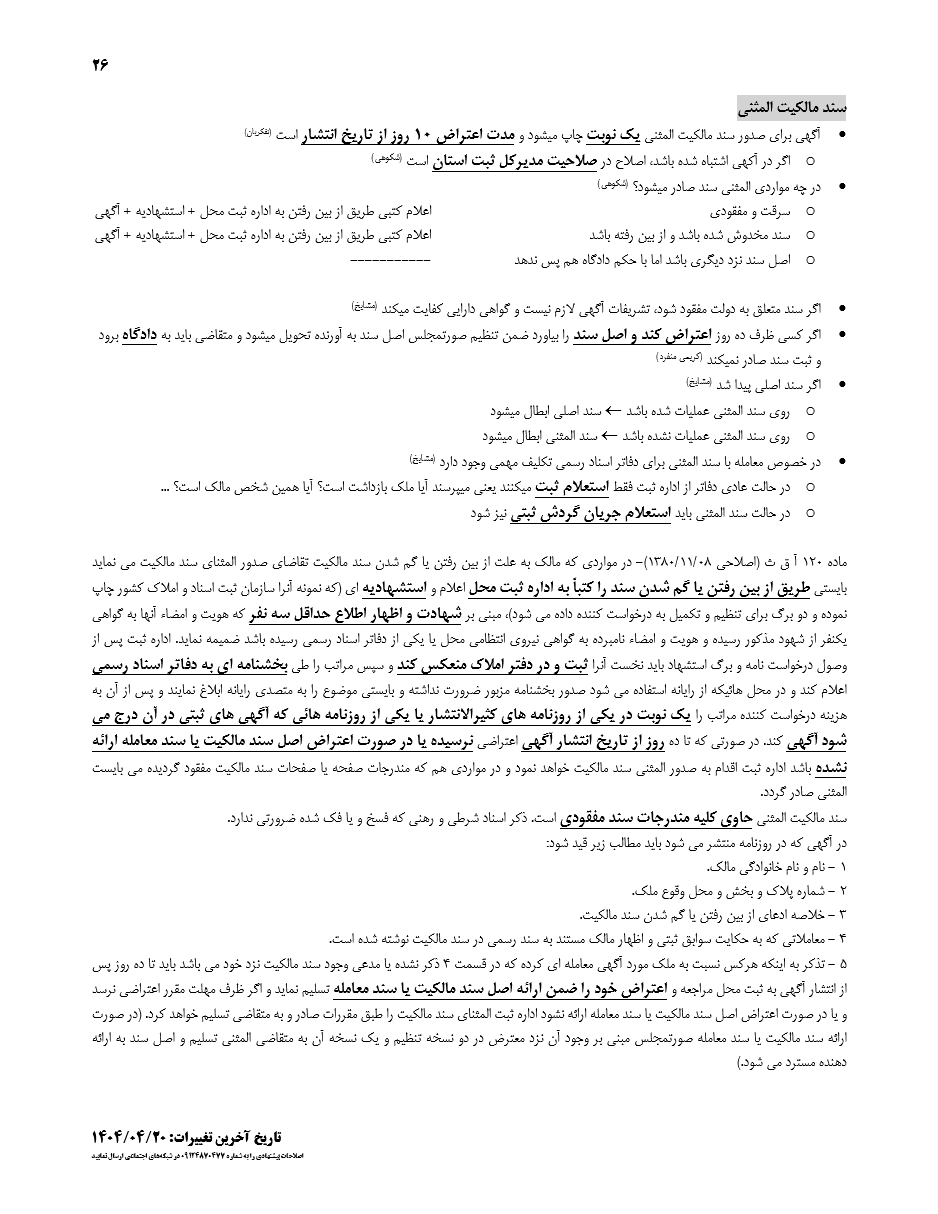 ۲۶
سند مالکیت المثنی
• آگهی برای صدور سند مالکیت المثنی یک نوبت چاپ میشود و مدت اعتراض ۱۰ روز از تاریخ انتشار است (تفکریان)
○ اگر در آکهی اشتباه شده باشد، اصلاح در صلاحیت مدیرکل ثبت استان است (شکوهی)
• در چه مواردی المثنی سند صادر میشود؟ (شکوهی)
○ سرقت و مفقودی اعلام کتبی طریق از بین رفتن به اداره ثبت محل + استشهادیه + آگهی
○ سند مخدوش شده باشد و از بین رفته باشد اعلام کتبی طریق از بین رفتن به اداره ثبت محل + استشهادیه + آگهی
○ اصل سند نزد دیگری باشد اما با حکم دادگاه هم پس ندهد -----------
• اگر سند متعلق به دولت مفقود شود، تشریفات آگهی لازم نیست و گواهی دارایی کفایت میکند (مشایخ)
• اگر کسی ظرف ده روز اعتراض کند و اصل سند را بیاورد ضمن تنظیم صورتمجلس اصل سند به آورنده تحویل میشود و متقاضی باید به دادگاه برود
و ثبت سند صادر نمیکند (کریمی منفرد)
• اگر سند اصلی پیدا شد (مشایخ)
○ روی سند المثنی عملیات شده باشد ← سند اصلی ابطال میشود
○ روی سند المثنی عملیات نشده باشد ← سند المثنی ابطال میشود
• در خصوص معامله با سند المثنی برای دفاتر اسناد رسمی تکلیف مهمی وجود دارد (مشایخ)
○ در حالت عادی دفاتر از اداره ثبت فقط استعلام ثبت میکنند یعنی میپرسند آیا ملک بازداشت است؟ آیا همین شخص مالک است؟ ...
○ در حالت سند المثنی باید استعلام جریان گردش ثبتی نیز شود
ماده ۱۲۰ آ ق ث (اصلاحی ۱۳۸۰/۱۱/۰۸)- در مواردی که مالک به علت از بین رفتن یا گم شدن سند مالکیت تقاضای صدور المثنای سند مالکیت می نماید
بایستی طریق از بین رفتن یا گم شدن سند را کتباً به اداره ثبت محل اعلام و استشهادیه ای (که نمونه آنرا سازمان ثبت اسناد و املاک کشور چاپ
نموده و دو برگ برای تنظیم و تکمیل به درخواست کننده داده می شود)، مبنی بر شهادت و اظهار اطلاع حداقل سه نفر که هویت و امضاء آنها به گواهی
یکنفر از شهود مذکور رسیده و هویت و امضاء نامبرده به گواهی نیروی انتظامی محل یا یکی از دفاتر اسناد رسمی رسیده باشد ضمیمه نماید. اداره ثبت پس از
وصول درخواست نامه و برگ استشهاد باید نخست آنرا ثبت و در دفتر املاک منعکس کند و سپس مراتب را طی بخشنامه ای به دفاتر اسناد رسمی
اعلام کند و در محل هائیکه از رایانه استفاده می شود صدور بخشنامه مزبور ضرورت نداشته و بایستی موضوع را به متصدی رایانه ابلاغ نمایند و پس از آن به
هزینه درخواست کننده مراتب را یک نوبت در یکی از روزنامه های کثیرالانتشار یا یکی از روزنامه هائی که آگهی های ثبتی در آن درج می
شود آگهی کند. در صورتی که تا ده روز از تاریخ انتشار آگهی اعتراضی نرسیده یا در صورت اعتراض اصل سند مالکیت یا سند معامله ارائه
نشده باشد اداره ثبت اقدام به صدور المثنی سند مالکیت خواهد نمود و در مواردی هم که مندرجات صفحه یا صفحات سند مالکیت مفقود گردیده می بایست
المثنی صادر گردد.
سند مالکیت المثنی حاوی کلیه مندرجات سند مفقودی است. ذکر اسناد شرطی و رهنی که فسخ و یا فک شده ضرورتی ندارد.
در آگهی که در روزنامه منتشر می شود باید مطالب زیر قید شود:
۱ - نام و نام خانوادگی مالک.
۲ - شماره پلاک و بخش و محل وقوع ملک.
۳ - خلاصه ادعای از بین رفتن یا گم شدن سند مالکیت.
۴ - معاملاتی که به حکایت سوابق ثبتی و اظهار مالک مستند به سند رسمی در سند مالکیت نوشته شده است.
۵ - تذکر به اینکه هرکس نسبت به ملک مورد آگهی معامله ای کرده که در قسمت ۴ ذکر نشده یا مدعی وجود سند مالکیت نزد خود می باشد باید تا ده روز پس
از انتشار آگهی به ثبت محل مراجعه و اعتراض خود را ضمن ارائه اصل سند مالکیت یا سند معامله تسلیم نماید و اگر ظرف مهلت مقرر اعتراضی نرسد
و یا در صورت اعتراض اصل سند مالکیت یا سند معامله ارائه نشود اداره ثبت المثنای سند مالکیت را طبق مقررات صادر و به متقاضی تسلیم خواهد کرد. (در صورت
ارائه سند مالکیت یا سند معامله صورتمجلس مبنی بر وجود آن نزد معترض در دو نسخه تنظیم و یک نسخه آن به متقاضی المثنی تسلیم و اصل سند به ارائه
دهنده مسترد می شود.)
تاریخ آخرین تغییرات: ۱۴۰۴/۰۴/۲۰
اصلاحات پیشنهادی را به شماره ۰۹۱۲۴۸۷۰۴۷۷ در شبکه‌های اجتماعی ارسال نمایید